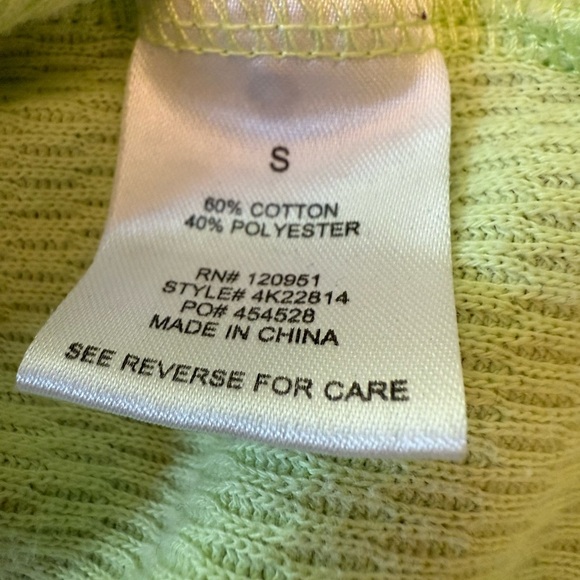 S
60% COTTON
40% POLYESTER
RN# 120951
STYLE# 4K22814
PO# 454528
MADE IN CHINA
SEE REVERSE FOR CARE